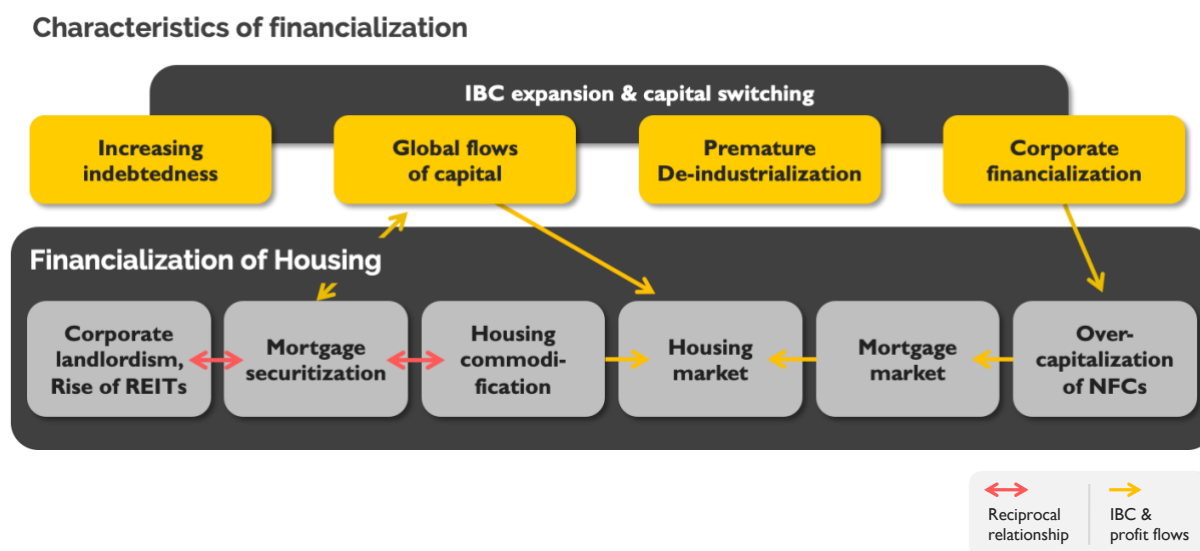 Characteristics of financialization
IBC expansion & capital switching
Increasing
indebtedness
Global flows
of capital
Premature
De-industrialization
Corporate
financialization
Financialization of Housing
Corporate
landlordism,
Rise of REITs
Mortgage
securitization
Housing
commodi-
fication
Housing
market
Mortgage
market
Over-
capitalization
of NFCs
Reciprocal
relationship
IBC &
profit flows